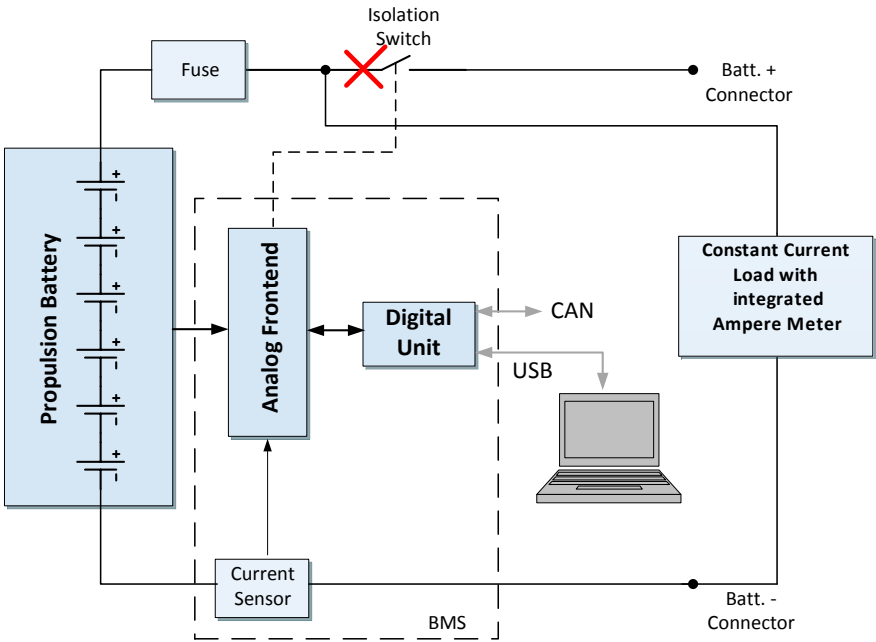 Isolation
Switch
Fuse
Batt. +
Connector
Propulsion Battery
+
-
+
-
+
-
+
-
+
-
+
-
Analog Frontend
Digital
Unit
CAN
USB
Constant Current
Load with
integrated
Ampere Meter
Current
Sensor
BMS
Batt. -
Connector